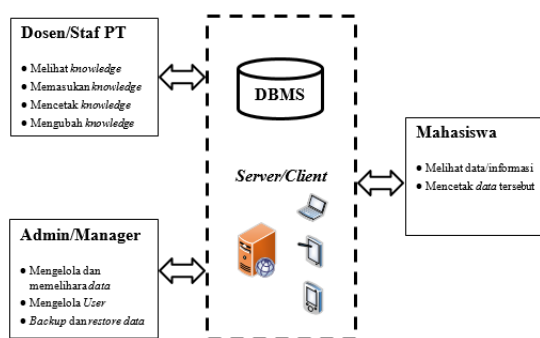 Dosen/Staf PT
● Melihat knowledge
● Memasukan knowledge
● Mencetak knowledge
● Mengubah knowledge
Admin/Manager
● Mengelola dan
memelihara data
● Mengelola User
● Backup dan restore data
DBMS
Server/Client
Mahasiswa
● Melihat data/informasi
● Mencetak data tersebut